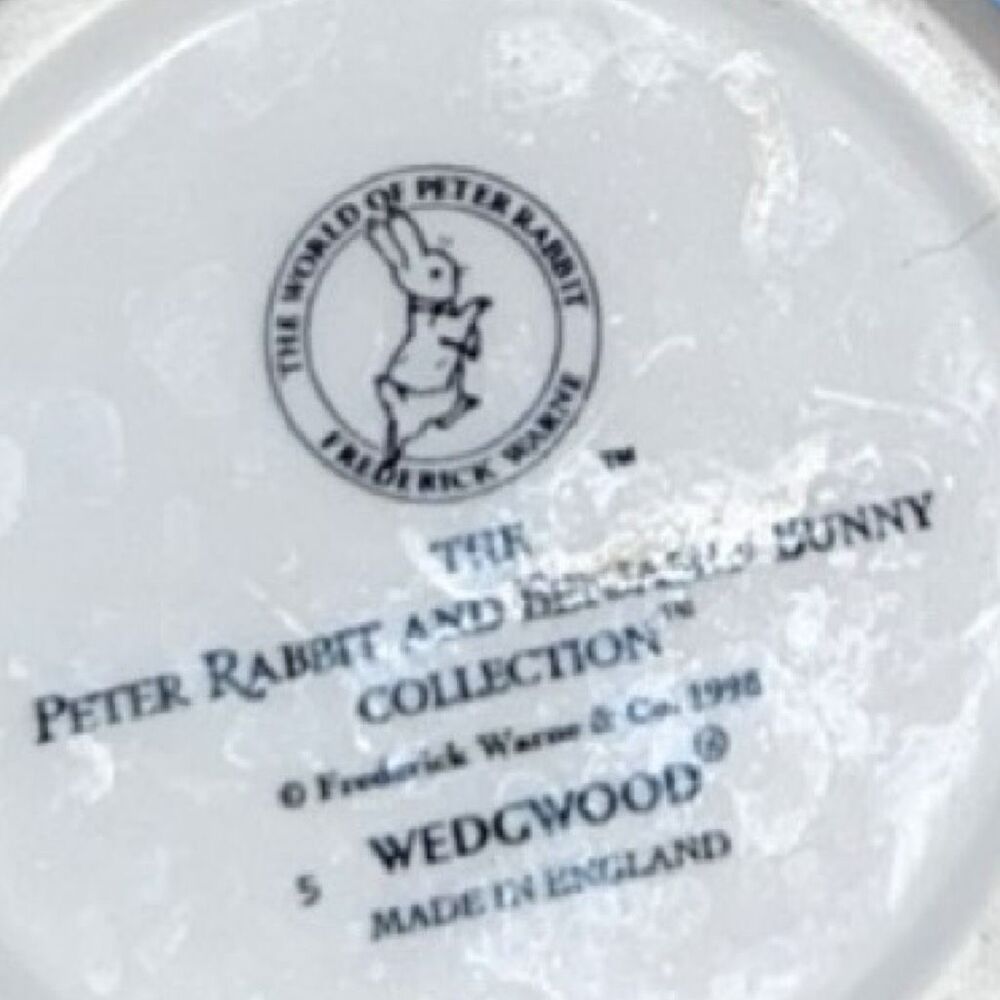 THE WORLD OF PETER RABBIT
FREDERICK WARNE
™
THE
PETER RABBIT AND BENJAMIN BUNNY
COLLECTION™
© Frederick Warne & Co. 1998
WEDGWOOD®
5
MADE IN ENGLAND